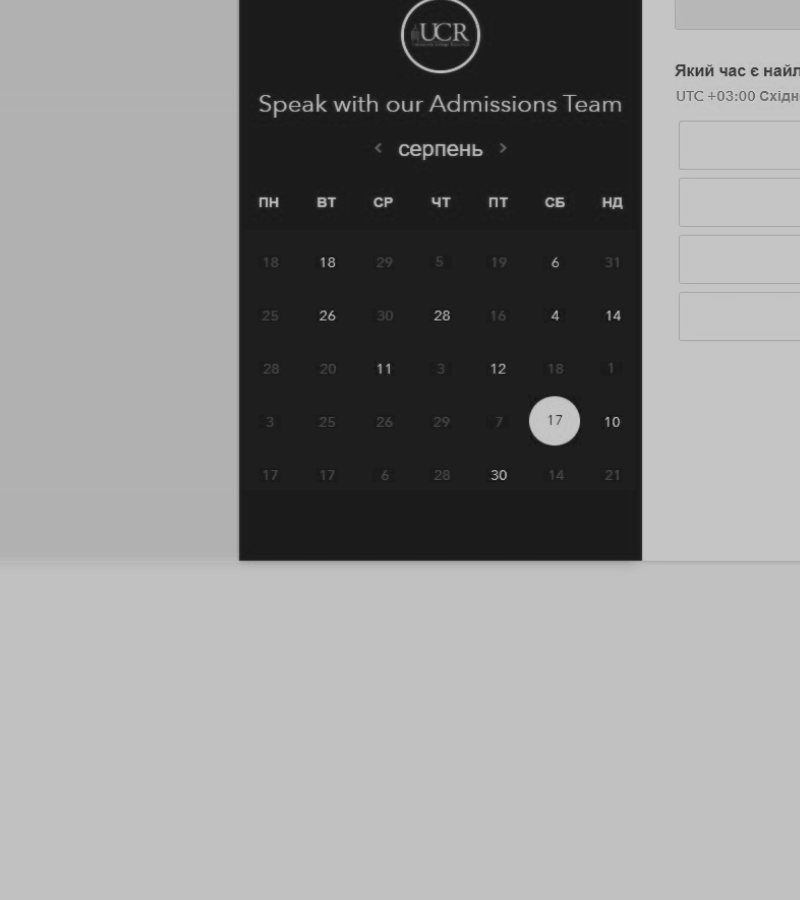 UCR
Speak with our Admissions Team
< серпень >
ПН ВТ СР ЧТ ПТ СБ НД
18 18 29 5 19 6 31
25 26 30 28 16 4 14
28 20 11 3 12 18 1
3 25 26 29 7 17 10
17 17 6 28 30 14 21
Який час є найл
UTC +03:00 Східн